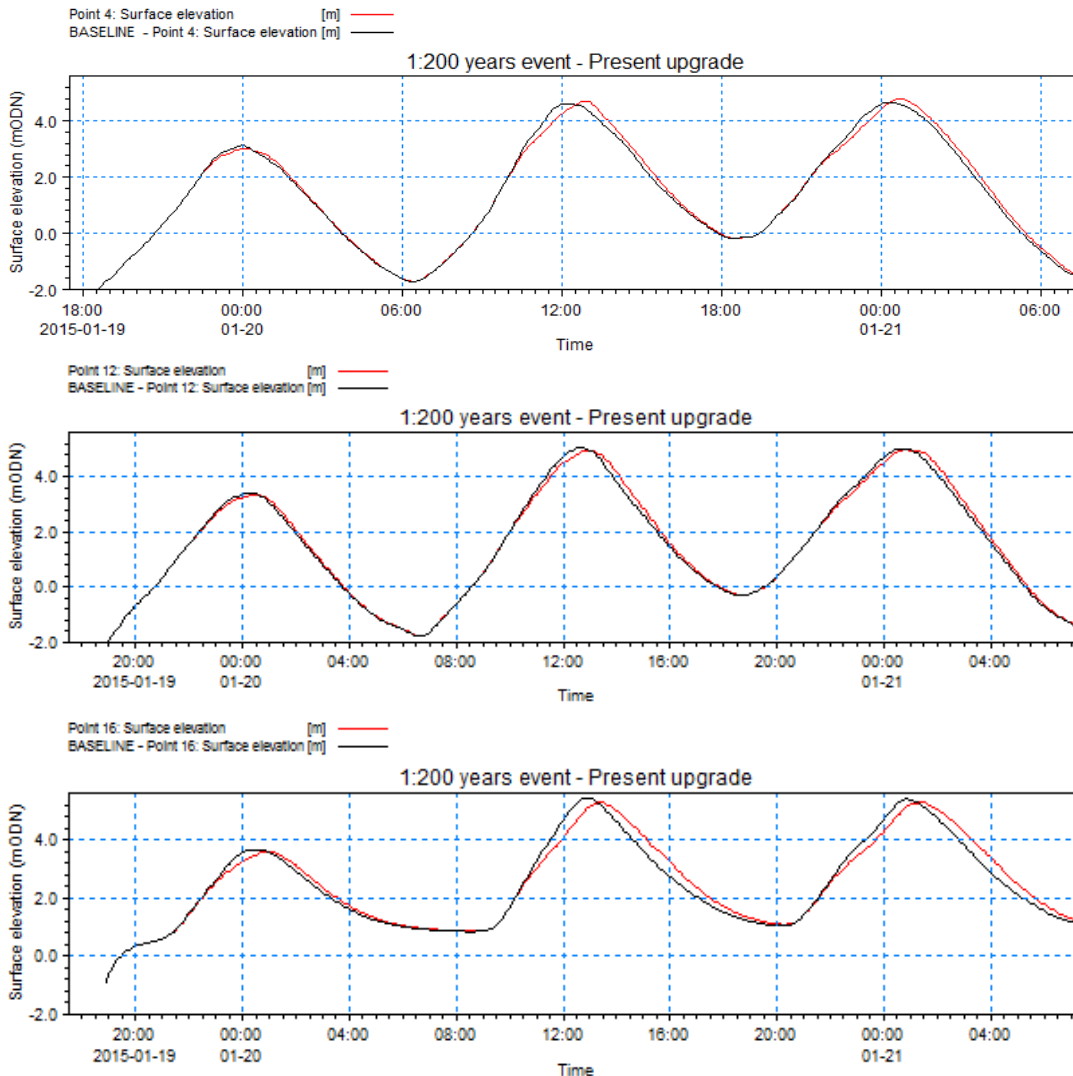 Point 4: Surface elevation [m]
BASELINE - Point 4: Surface elevation [m]
1:200 years event - Present upgrade
Surface elevation (mODN)
4.0
2.0
0.0
-2.0
18:00 00:00 06:00 12:00 18:00 00:00 06:00
2015-01-19 01-20 01-21
Time
Point 12: Surface elevation [m]
BASELINE - Point 12: Surface elevation [m]
1:200 years event - Present upgrade
Surface elevation (mODN)
4.0
2.0
0.0
-2.0
20:00 00:00 04:00 08:00 12:00 16:00 20:00 00:00 04:00
2015-01-19 01-20 01-21
Time
Point 16: Surface elevation [m]
BASELINE - Point 16: Surface elevation [m]
1:200 years event - Present upgrade
Surface elevation (mODN)
4.0
2.0
0.0
-2.0
20:00 00:00 04:00 08:00 12:00 16:00 20:00 00:00 04:00
2015-01-19 01-20 01-21
Time